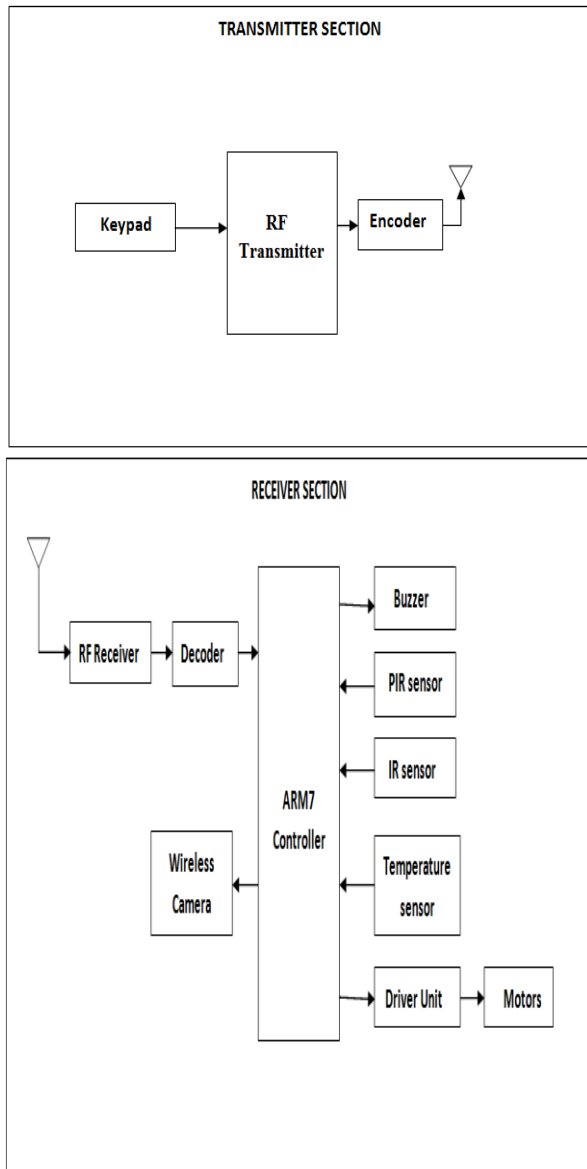 TRANSMITTER SECTION
Keypad
RF
Transmitter
Encoder
RECEIVER SECTION
RF Receiver
Decoder
ARM7
Controller
Buzzer
PIR sensor
IR sensor
Wireless
Camera
Temperature
sensor
Driver Unit
Motors